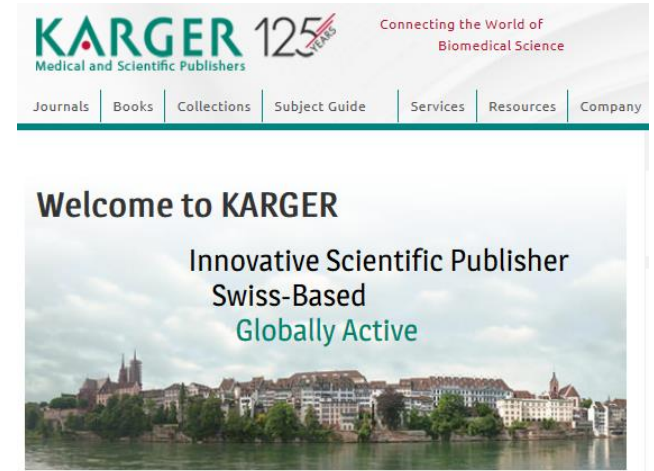 KARGER 125 YEARS
Medical and Scientific Publishers
Connecting the World of
Biomedical Science
Journals Books Collections Subject Guide Services Resources Company
Welcome to KARGER
Innovative Scientific Publisher
Swiss-Based
Globally Active